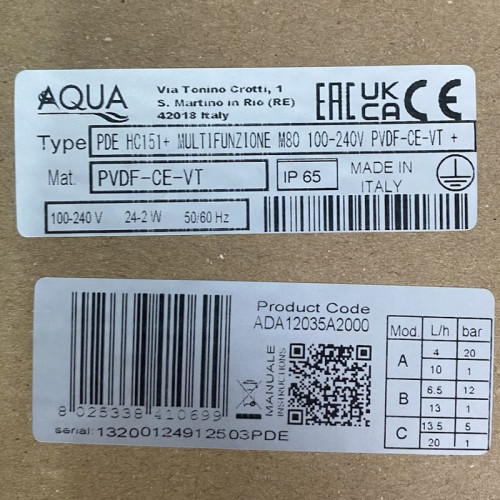 AQUA
Via Tonino Crotti, 1
S. Martino in Rio (RE)
42018 Italy
EAC UK CA CE
Type PDE HC151+ MULTIFUNZIONE M80 100-240V PVDF-CE-VT +
Mat. PVDF-CE-VT
IP 65
MADE IN
ITALY
100-240 V 24-2 W 50/60 Hz
Product Code
ADA12035A2000
MANUALE
INSTRUCTIONS
8 025338 410699
serial: 13200124912503PDE
Mod. L/h bar
A 4 20
10 1
B 6.5 12
13 1
C 13.5 5
20 1